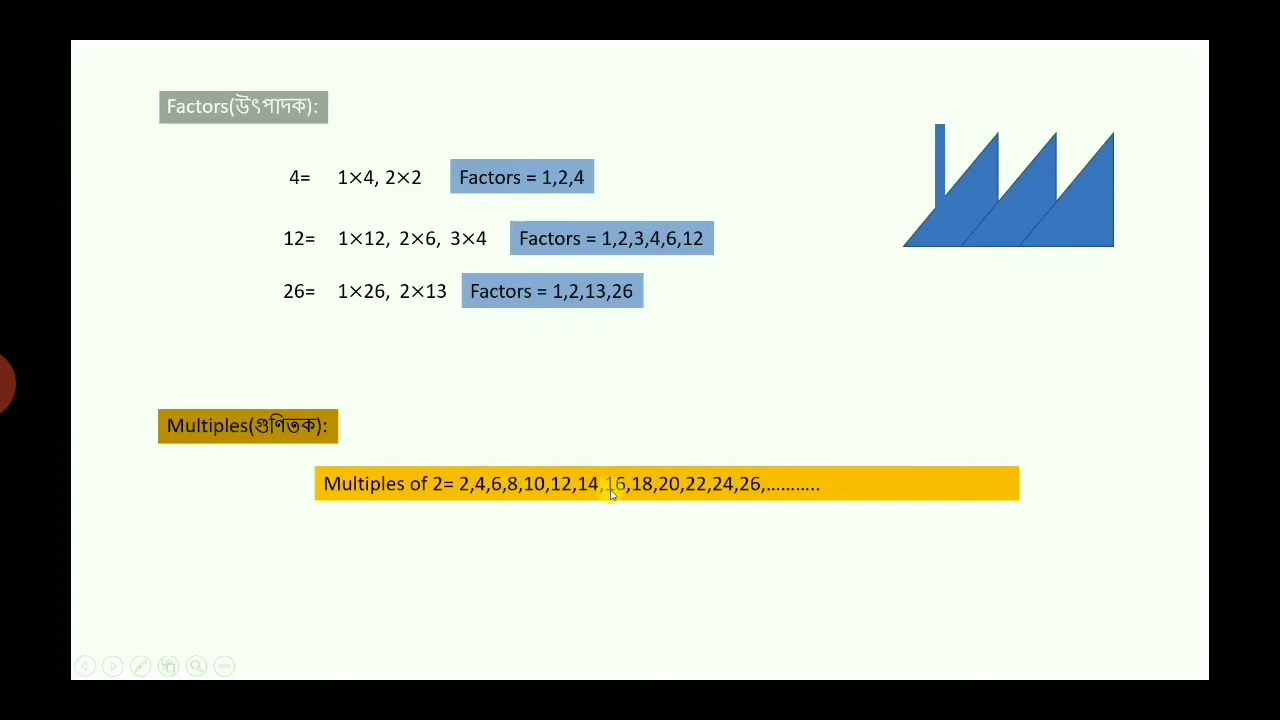 Factors(উৎপাদক):
4= 1×4, 2×2 Factors = 1,2,4
12= 1×12, 2×6, 3×4 Factors = 1,2,3,4,6,12
26= 1×26, 2×13 Factors = 1,2,13,26
Multiples(গুণিতক):
Multiples of 2= 2,4,6,8,10,12,14,16,18,20,22,24,26,...........